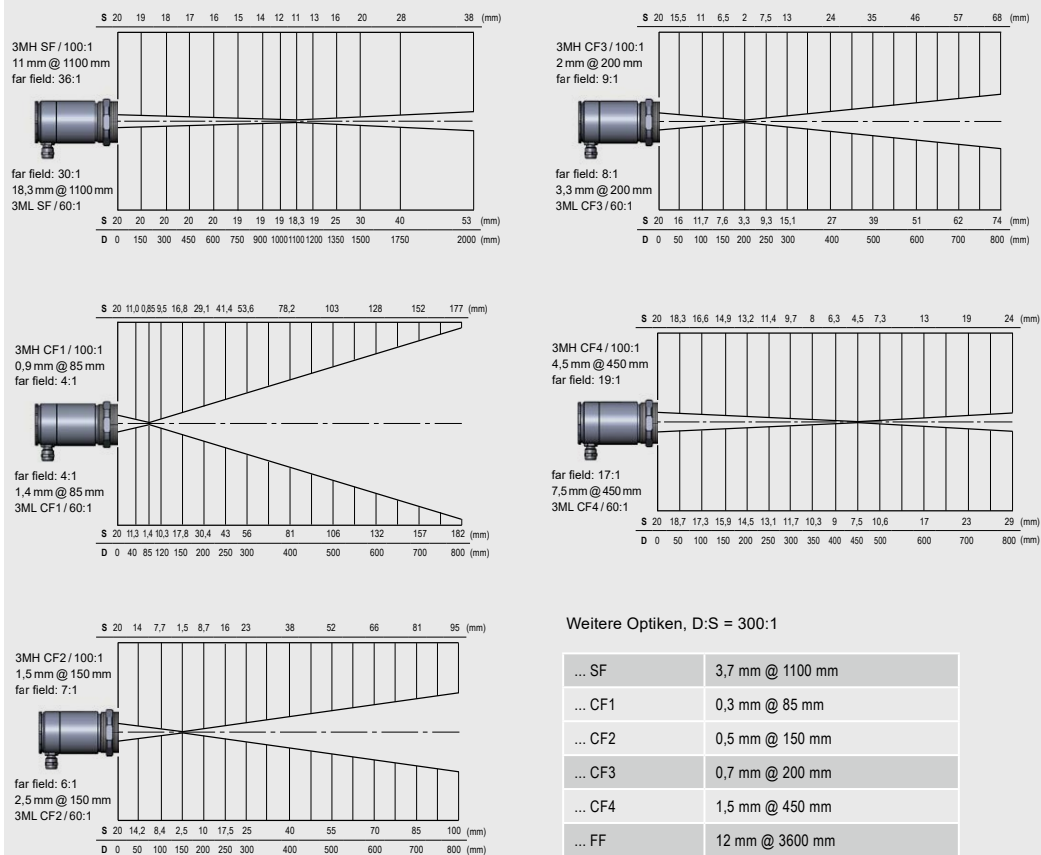 S 20 19 18 17 16 15 14 12 11 13 16 20 28 38 (mm)
3MH SF / 100:1
11 mm @ 1100 mm
far field: 36:1
far field: 30:1
18,3 mm @ 1100 mm
3ML SF / 60:1
S 20 20 20 20 20 19 19 19 18,3 19 25 30 40 53 (mm)
D 0 150 300 450 600 750 900 1000 1100 1200 1350 1500 1750 2000 (mm)
S 20 15,5 11 6,5 2 7,5 13 24 35 46 57 68 (mm)
3MH CF3 / 100:1
2 mm @ 200 mm
far field: 9:1
far field: 8:1
3,3 mm @ 200 mm
3ML CF3 / 60:1
S 20 16 11,7 7,6 3,3 9,3 15,1 27 39 51 62 74 (mm)
D 0 50 100 150 200 250 300 400 500 600 700 800 (mm)
S 20 11,0 0,85 9,5 16,8 29,1 41,4 53,6 78,2 103 128 152 177 (mm)
3MH CF1 / 100:1
0,9 mm @ 85 mm
far field: 4:1
far field: 4:1
1,4 mm @ 85 mm
3ML CF1 / 60:1
S 20 11,3 1,4 10,3 17,8 30,4 43 56 81 106 132 157 182 (mm)
D 0 40 85 120 150 200 250 300 400 500 600 700 800 (mm)
S 20 18,3 16,6 14,9 13,2 11,4 9,7 8 6,3 4,5 7,3 13 19 24 (mm)
3MH CF4 / 100:1
4,5 mm @ 450 mm
far field: 19:1
far field: 17:1
7,5 mm @ 450 mm
3ML CF4 / 60:1
S 20 18,7 17,3 15,9 14,5 13,1 11,7 10,3 9 7,5 10,6 17 23 29 (mm)
D 0 50 100 150 200 250 300 350 400 450 500 600 700 800 (mm)
S 20 14 7,7 1,5 8,7 16 23 38 52 66 81 95 (mm)
3MH CF2 / 100:1
1,5 mm @ 150 mm
far field: 7:1
far field: 6:1
2,5 mm @ 150 mm
3ML CF2 / 60:1
S 20 14,2 8,4 2,5 10 17,5 25 40 55 70 85 100 (mm)
D 0 50 100 150 200 250 300 400 500 600 700 800 (mm)
Weitere Optiken, D:S = 300:1
... SF 3,7 mm @ 1100 mm
... CF1 0,3 mm @ 85 mm
... CF2 0,5 mm @ 150 mm
... CF3 0,7 mm @ 200 mm
... CF4 1,5 mm @ 450 mm
... FF 12 mm @ 3600 mm